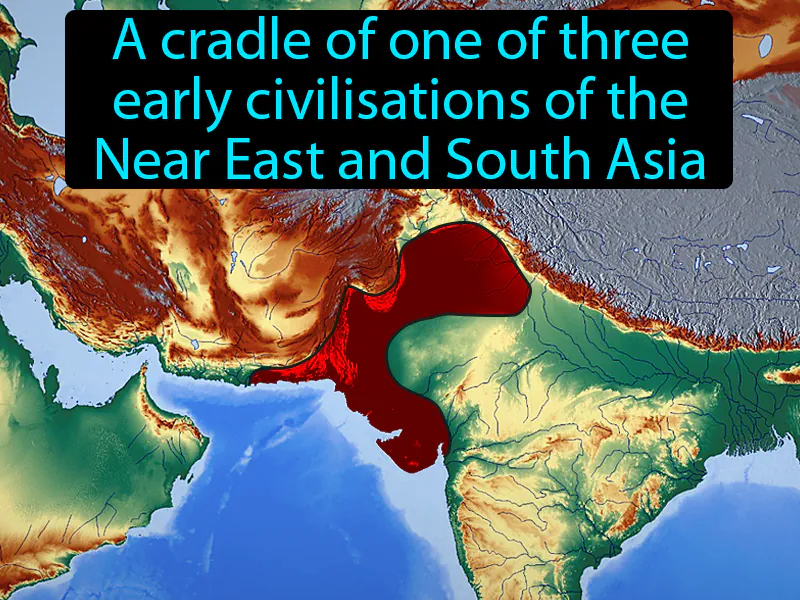 A cradle of one of three
early civilisations of the
Near East and South Asia